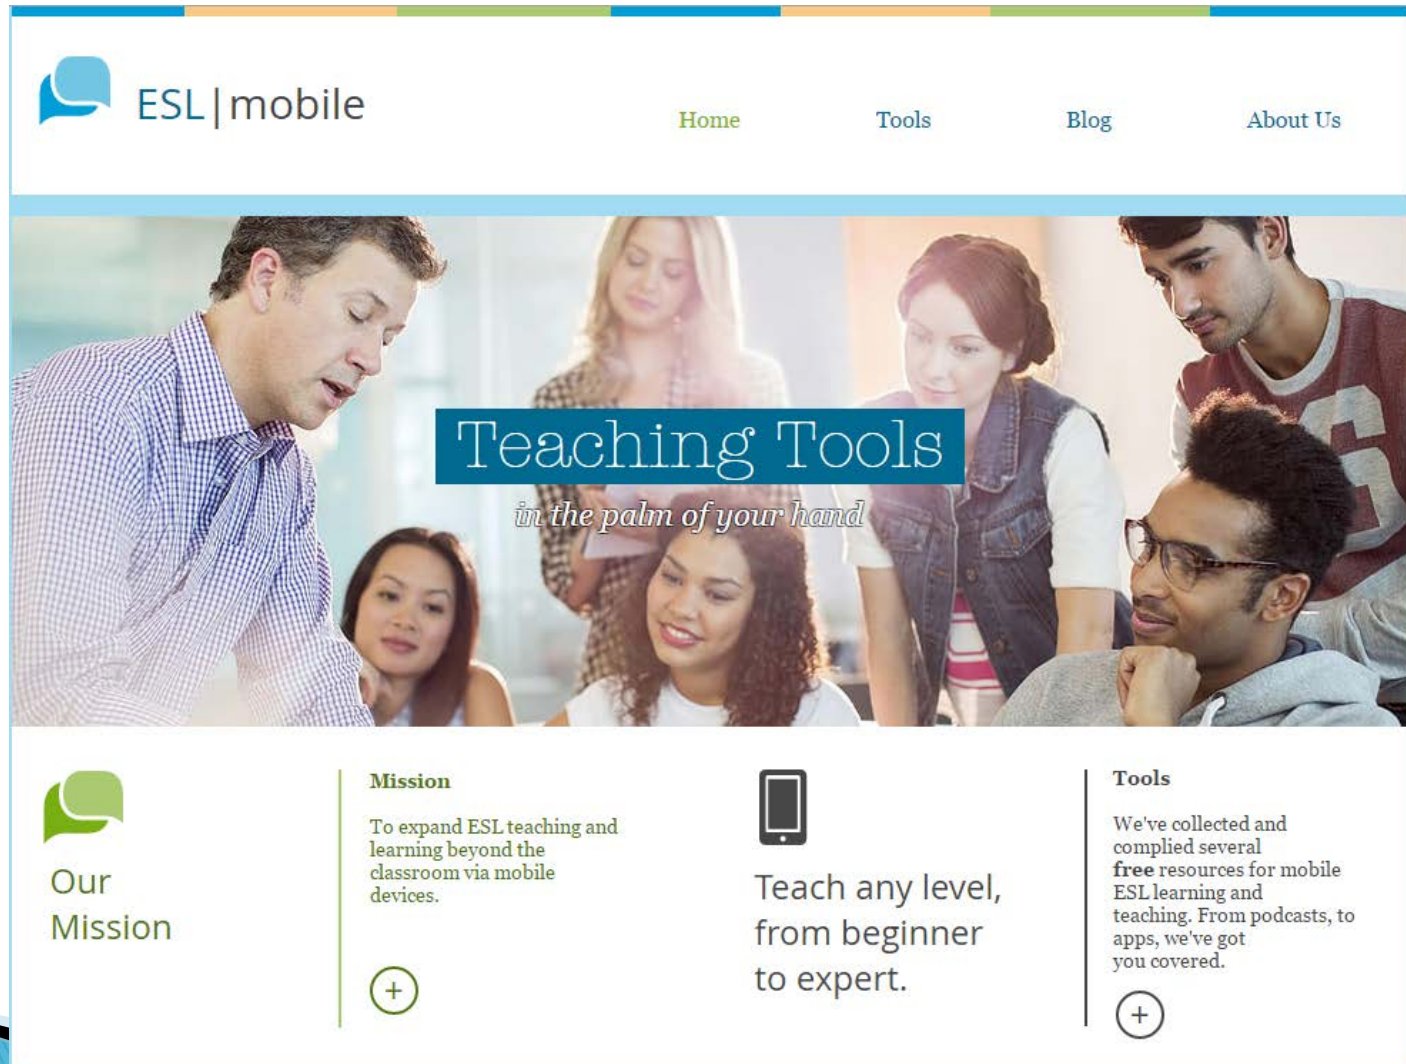 ESL|mobile
Home Tools Blog About Us
Teaching Tools
in the palm of your hand
Our
Mission
Mission
To expand ESL teaching and
learning beyond the
classroom via mobile
devices.
+
Teach any level,
from beginner
to expert.
Tools
We've collected and
complied several
free resources for mobile
ESL learning and
teaching. From podcasts, to
apps, we've got
you covered.
+